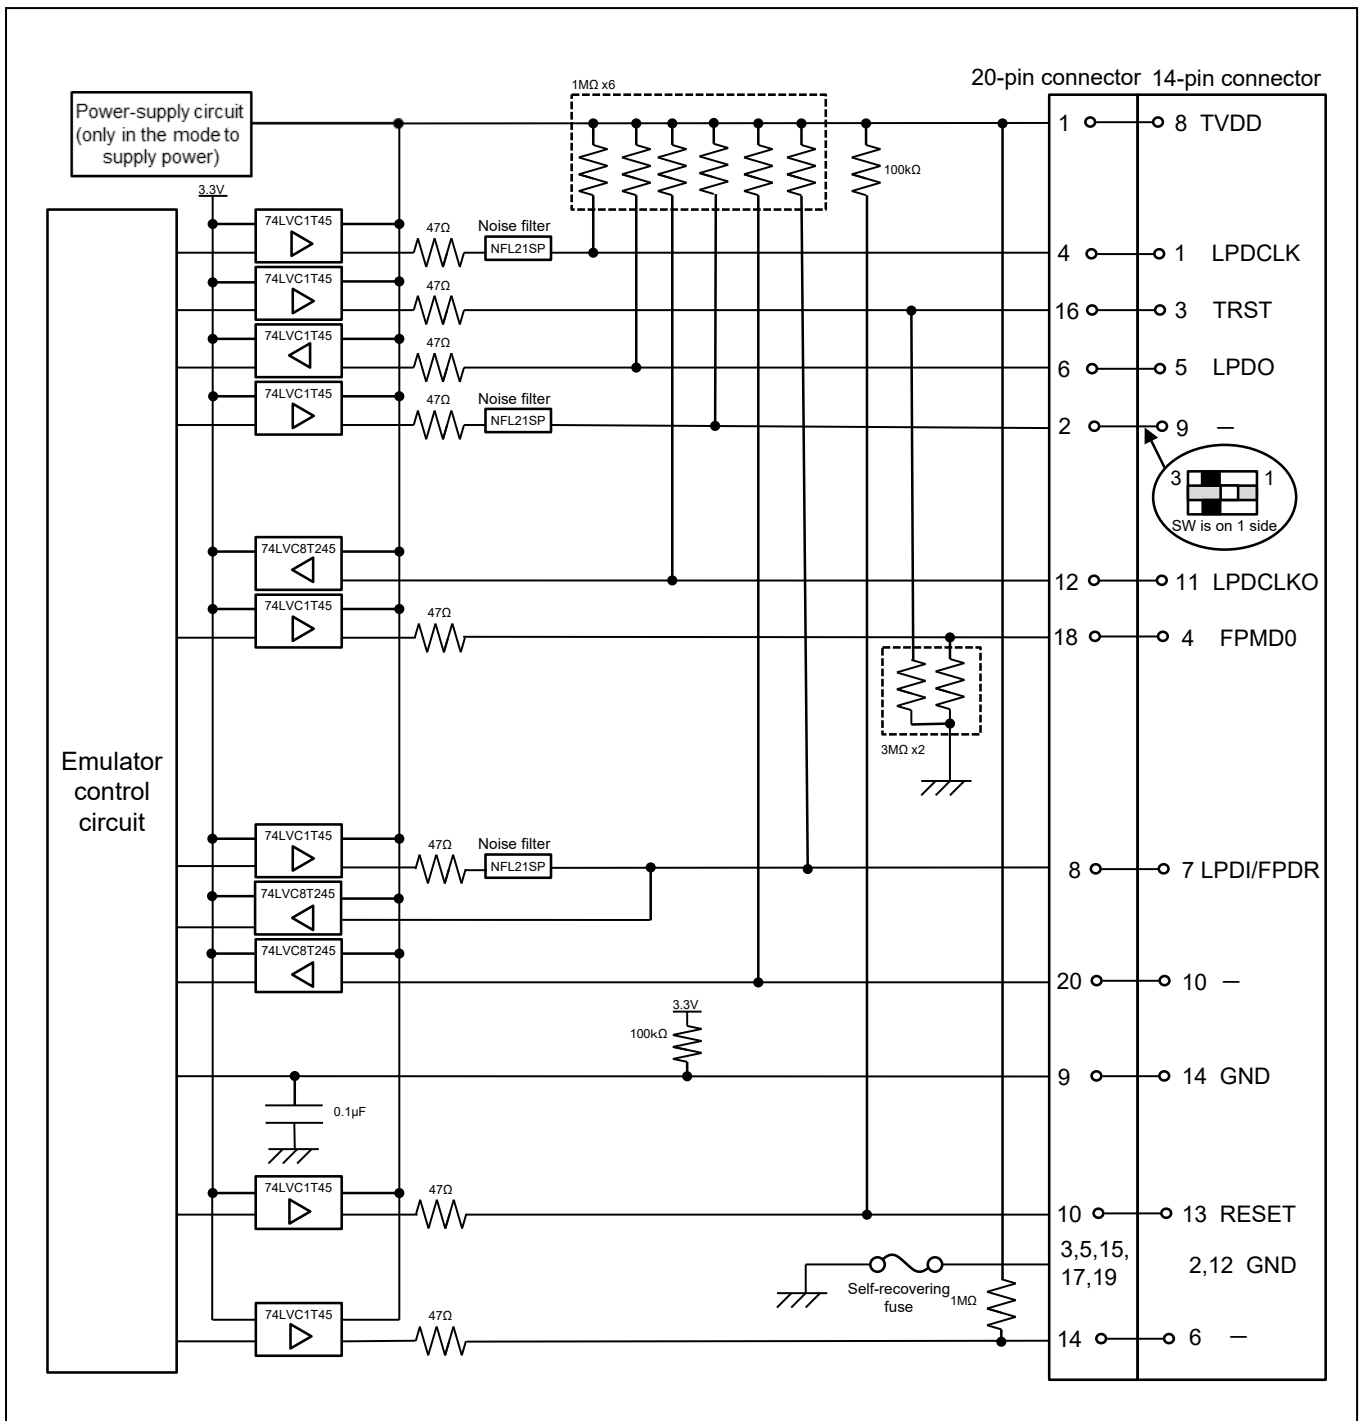 20-pin connector 14-pin connector
1MΩ x6
Power-supply circuit
(only in the mode to
supply power)
1 8 TVDD
100kΩ
3.3V
74LVC1T45
47Ω
Noise filter
NFL21SP
4 1 LPDCLK
74LVC1T45
47Ω
16 3 TRST
74LVC1T45
47Ω
6 5 LPDO
74LVC1T45
47Ω
Noise filter
NFL21SP
2 9 —
3 1
SW is on 1 side
74LVC8T245
12 11 LPDCLKO
74LVC1T45
47Ω
18 4 FPMD0
3MΩ x2
Emulator
control
circuit
74LVC1T45
47Ω
Noise filter
NFL21SP
8 7 LPDI/FPDR
74LVC8T245
74LVC8T245
20 10 —
3.3V
100kΩ
9 14 GND
0.1µF
74LVC1T45
47Ω
10 13 RESET
3,5,15,
17,19
2,12 GND
Self-recovering
fuse
1MΩ
74LVC1T45
47Ω
14 6 —